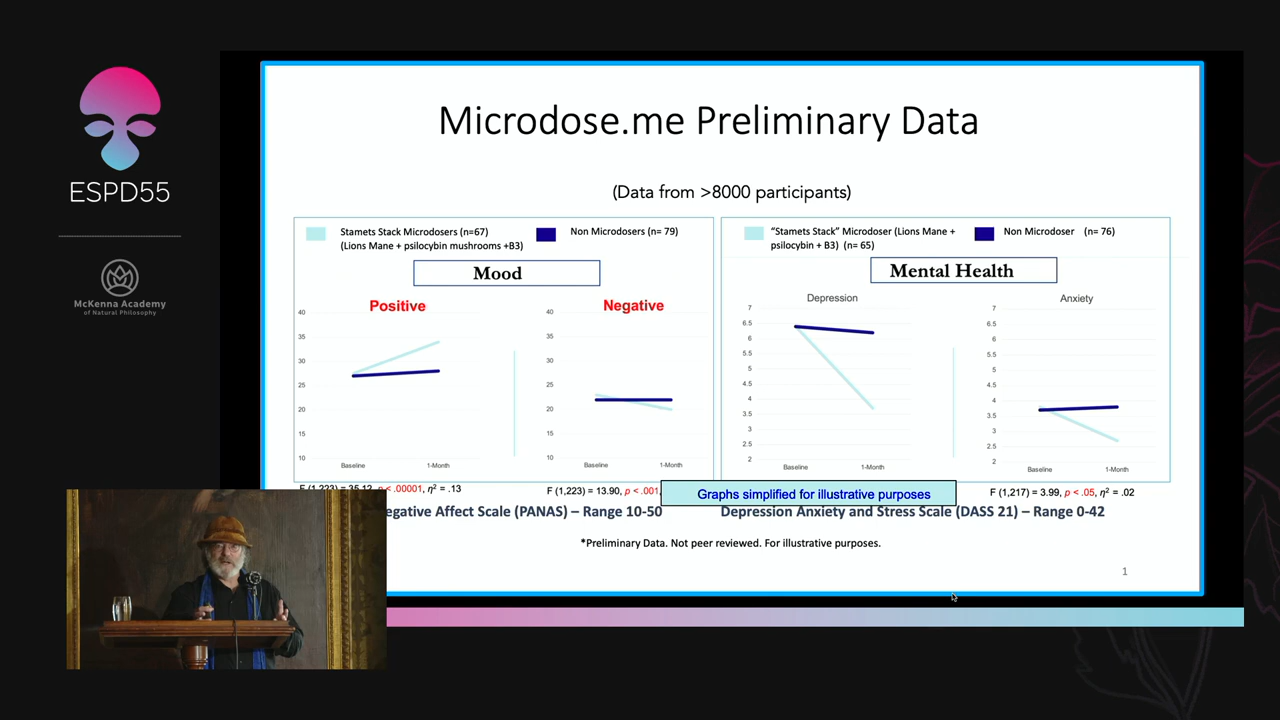 ESPD55
McKenna Academy
of Natural Philosophy
Microdose.me Preliminary Data
(Data from >8000 participants)
Stamets Stack Microdosers (n=67)
(Lions Mane + psilocybin mushrooms +B3)
Non Microdosers (n= 79)
Mood
Positive
40
35
30
25
20
15
10
Baseline
1-Month
Negative
40
35
30
25
20
15
10
Baseline
1-Month
"Stamets Stack" Microdoser (Lions Mane +
psilocybin + B3) (n= 65)
Non Microdoser (n= 76)
Mental Health
Depression
7
6.5
6
5.5
5
4.5
4
3.5
3
2.5
2
Baseline
1-Month
Anxiety
7
6.5
6
5.5
5
4.5
4
3.5
3
2.5
2
Baseline
1-Month
F (1,223) = 35.12, p < .00001, η² = .13
F (1,223) = 13.90, p < .001,
Graphs simplified for illustrative purposes
F (1,217) = 3.99, p < .05, η² = .02
Affect Scale (PANAS) – Range 10-50
Depression Anxiety and Stress Scale (DASS 21) – Range 0-42
*Preliminary Data. Not peer reviewed. For illustrative purposes.
1